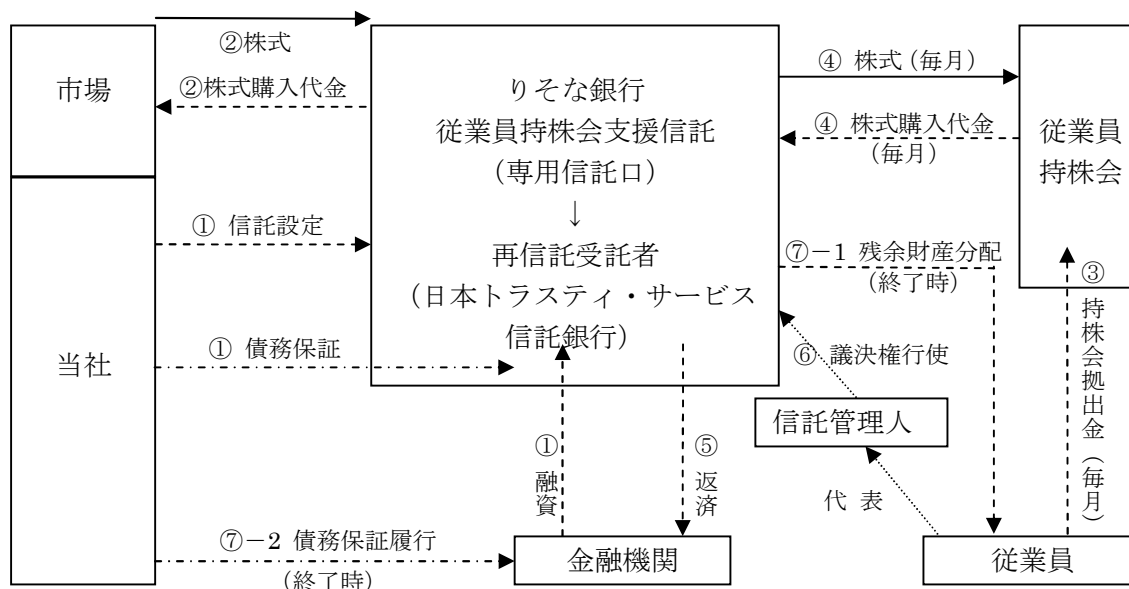 市場
②株式
②株式購入代金
当社
① 信託設定
① 債務保証
⑦－2 債務保証履行
(終了時)
りそな銀行
従業員持株会支援信託
（専用信託口）
↓
再信託受託者
（日本トラスティ・サービス
信託銀行）
④ 株式（毎月）
④ 株式購入代金
(毎月)
従業員
持株会
⑦－1 残余財産分配
(終了時)
③持株会拠出金（毎月）
⑥ 議決権行使
信託管理人
代 表
①融資
⑤返済
金融機関
従業員